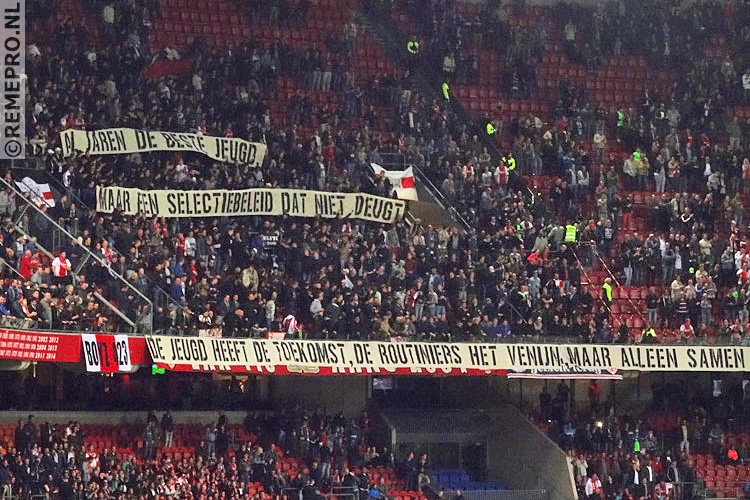 ©REMEPRO.NL
AL JAREN DE BESTE JEUGD
MAAR EEN SELECTIEBELEID DAT NIET DEUGT
DE JEUGD HEEFT DE TOEKOMST, DE ROUTINIERS HET VENIJN, MAAR ALLEEN SAMEN